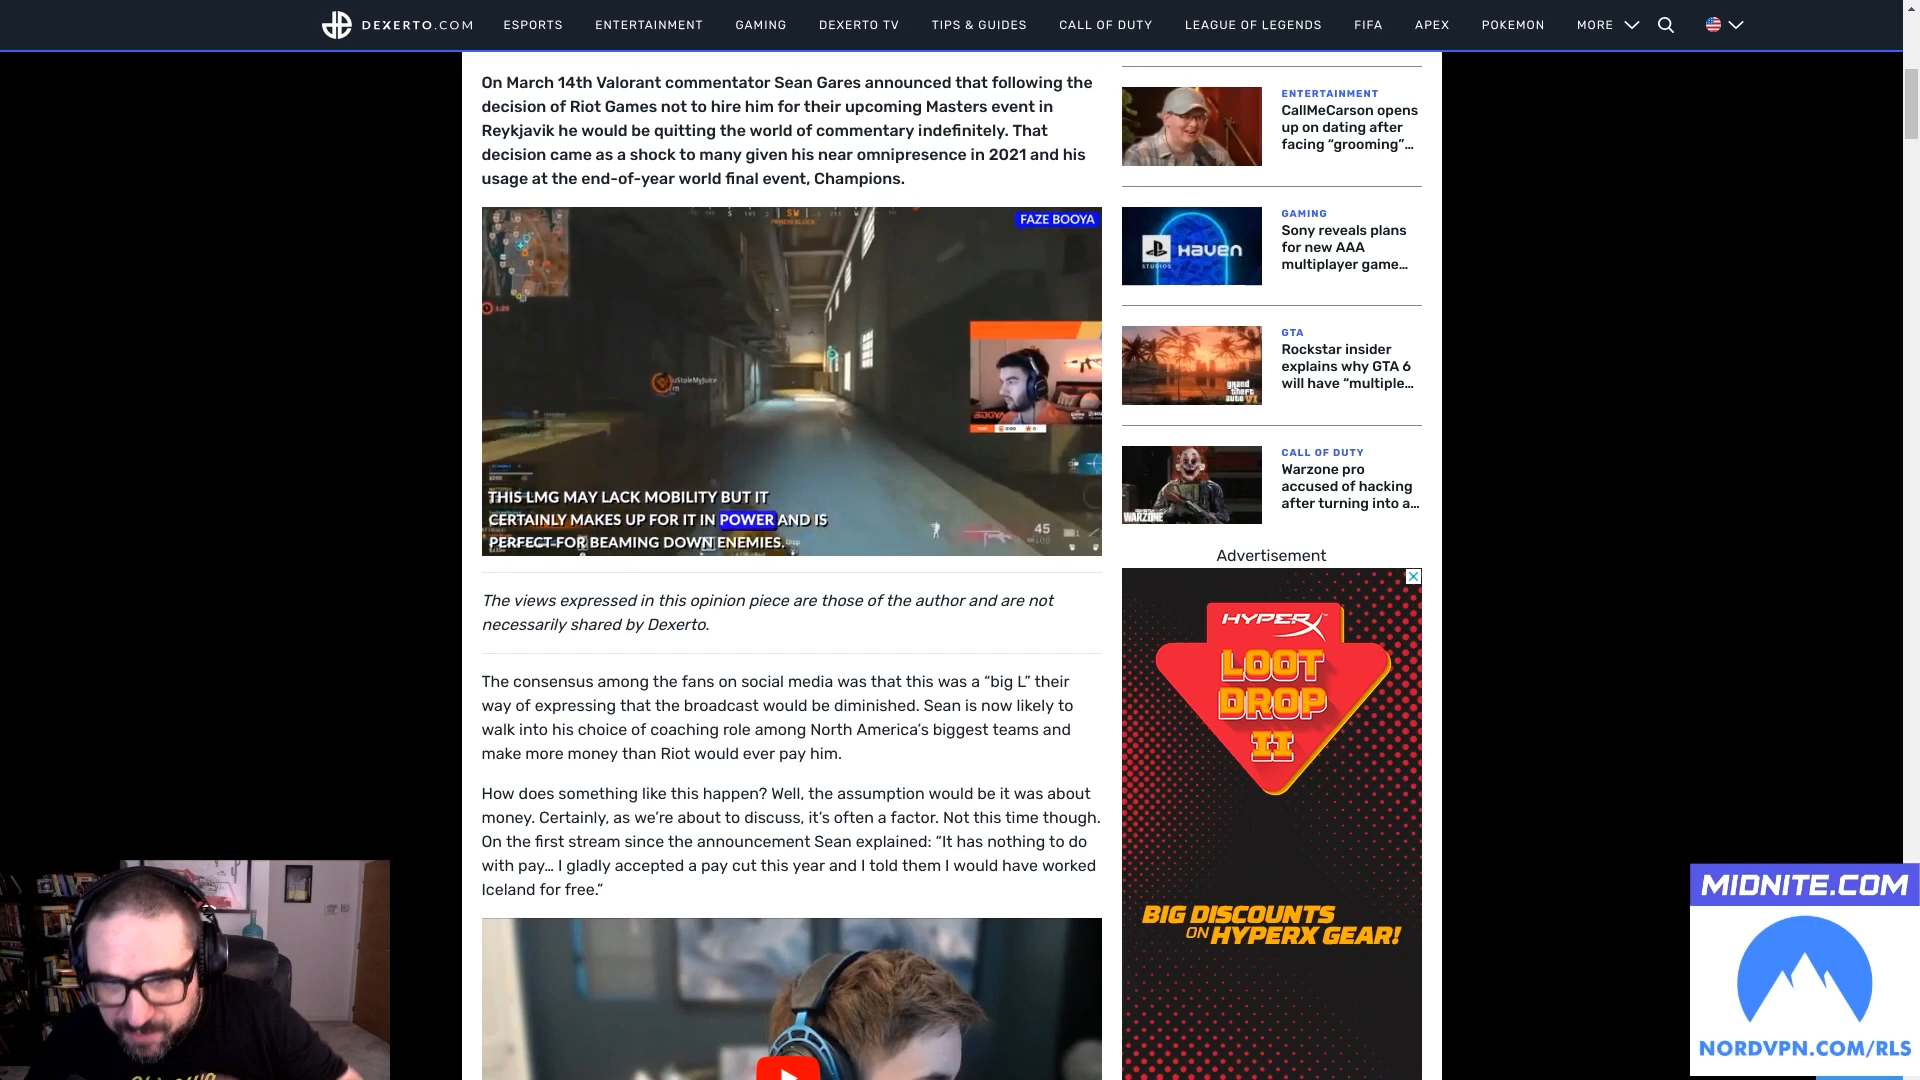 DEXERTO.COM
ESPORTS
ENTERTAINMENT
GAMING
DEXERTO TV
TIPS & GUIDES
CALL OF DUTY
LEAGUE OF LEGENDS
FIFA
APEX
POKEMON
MORE
On March 14th Valorant commentator Sean Gares announced that following the
decision of Riot Games not to hire him for their upcoming Masters event in
Reykjavik he would be quitting the world of commentary indefinitely. That
decision came as a shock to many given his near omnipresence in 2021 and his
usage at the end-of-year world final event, Champions.
FAZE BOOYA
uStoleMyJuice
BOOYA
THIS LMG MAY LACK MOBILITY BUT IT
CERTAINLY MAKES UP FOR IT IN POWER AND IS
PERFECT FOR BEAMING DOWN ENEMIES.
45
The views expressed in this opinion piece are those of the author and are not
necessarily shared by Dexerto.
The consensus among the fans on social media was that this was a “big L” their
way of expressing that the broadcast would be diminished. Sean is now likely to
walk into his choice of coaching role among North America’s biggest teams and
make more money than Riot would ever pay him.
How does something like this happen? Well, the assumption would be it was about
money. Certainly, as we’re about to discuss, it’s often a factor. Not this time though.
On the first stream since the announcement Sean explained: “It has nothing to do
with pay… I gladly accepted a pay cut this year and I told them I would have worked
Iceland for free.”
ENTERTAINMENT
CallMeCarson opens
up on dating after
facing “grooming”…
HAVEN
STUDIOS
GAMING
Sony reveals plans
for new AAA
multiplayer game…
grand
theft
auto VI
GTA
Rockstar insider
explains why GTA 6
will have “multiple…
WARZONE
CALL OF DUTY
Warzone pro
accused of hacking
after turning into a…
Advertisement
HYPERX
LOOT
DROP
II
BIG DISCOUNTS
ON HYPERX GEAR!
MIDNITE.COM
NORDVPN.COM/RLS